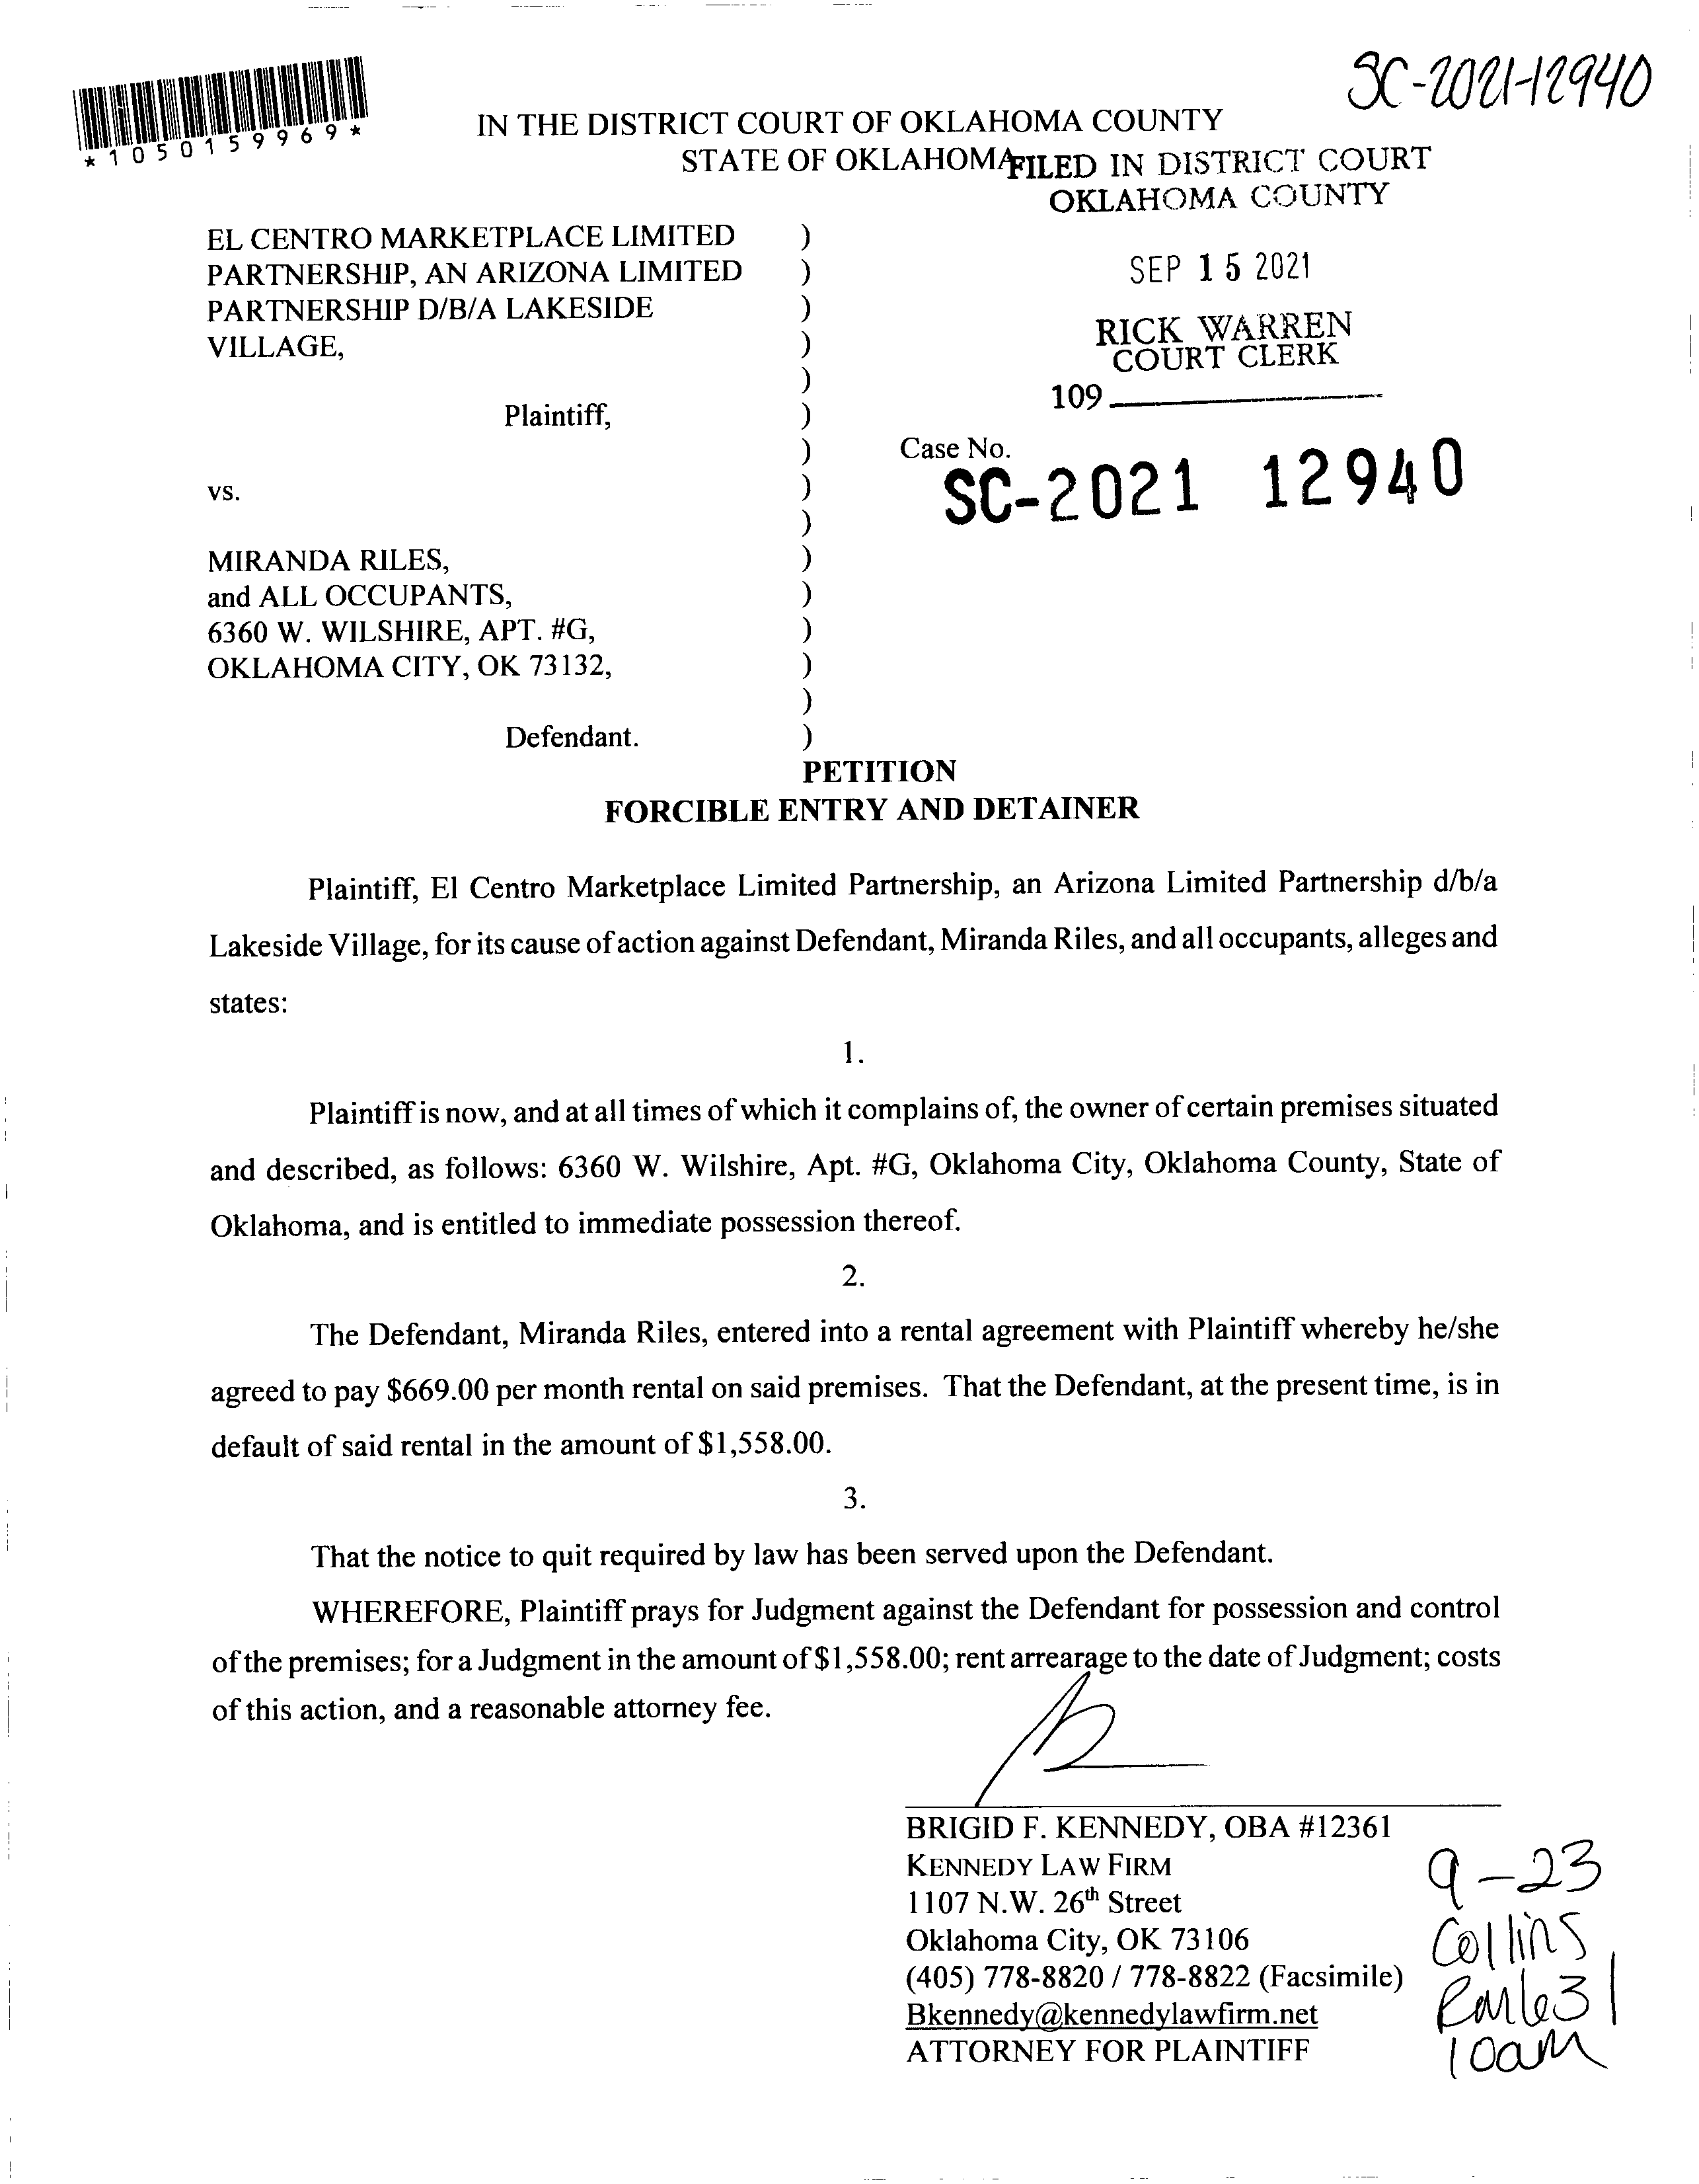 SC-2021-12940
*1050159969*
IN THE DISTRICT COURT OF OKLAHOMA COUNTY
STATE OF OKLAHOMA
FILED IN DISTRICT COURT
OKLAHOMA COUNTY
SEP 15 2021
RICK WARREN
COURT CLERK
109
EL CENTRO MARKETPLACE LIMITED )
PARTNERSHIP, AN ARIZONA LIMITED )
PARTNERSHIP D/B/A LAKESIDE )
VILLAGE, )
)
Plaintiff, )
) Case No.
SC-2021 12940
vs. )
)
MIRANDA RILES, )
and ALL OCCUPANTS, )
6360 W. WILSHIRE, APT. #G, )
OKLAHOMA CITY, OK 73132, )
)
Defendant. )
PETITION
FORCIBLE ENTRY AND DETAINER
Plaintiff, El Centro Marketplace Limited Partnership, an Arizona Limited Partnership d/b/a
Lakeside Village, for its cause of action against Defendant, Miranda Riles, and all occupants, alleges and
states:
1.
Plaintiff is now, and at all times of which it complains of, the owner of certain premises situated
and described, as follows: 6360 W. Wilshire, Apt. #G, Oklahoma City, Oklahoma County, State of
Oklahoma, and is entitled to immediate possession thereof.
2.
The Defendant, Miranda Riles, entered into a rental agreement with Plaintiff whereby he/she
agreed to pay $669.00 per month rental on said premises. That the Defendant, at the present time, is in
default of said rental in the amount of $1,558.00.
3.
That the notice to quit required by law has been served upon the Defendant.
WHEREFORE, Plaintiff prays for Judgment against the Defendant for possession and control
of the premises; for a Judgment in the amount of $1,558.00; rent arrearage to the date of Judgment; costs
of this action, and a reasonable attorney fee.
BRIGID F. KENNEDY, OBA #12361
KENNEDY LAW FIRM
1107 N.W. 26th Street
Oklahoma City, OK 73106
(405) 778-8820 / 778-8822 (Facsimile)
Bkennedy@kennedylawfirm.net
ATTORNEY FOR PLAINTIFF
9-23
Collins
10am